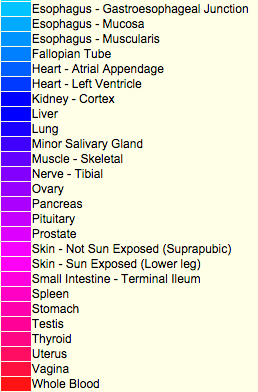 Esophagus - Gastroesophageal Junction
Esophagus - Mucosa
Esophagus - Muscularis
Fallopian Tube
Heart - Atrial Appendage
Heart - Left Ventricle
Kidney - Cortex
Liver
Lung
Minor Salivary Gland
Muscle - Skeletal
Nerve - Tibial
Ovary
Pancreas
Pituitary
Prostate
Skin - Not Sun Exposed (Suprapubic)
Skin - Sun Exposed (Lower leg)
Small Intestine - Terminal Ileum
Spleen
Stomach
Testis
Thyroid
Uterus
Vagina
Whole Blood